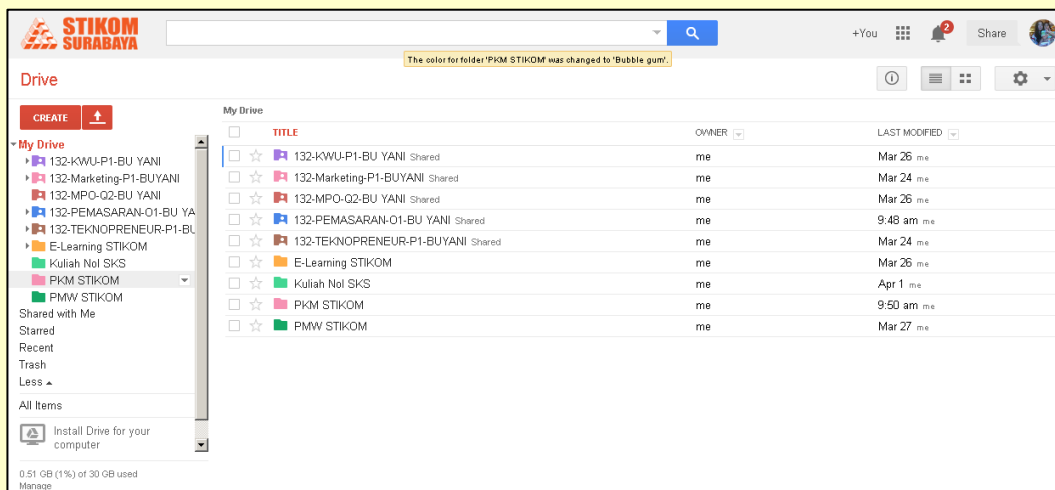 STIKOM
SURABAYA
+You
2
Share
The color for folder 'PKM STIKOM' was changed to 'Bubble gum'.
Drive
CREATE
My Drive
132-KWU-P1-BU YANI
132-Marketing-P1-BUYANI
132-MPO-Q2-BU YANI
132-PEMASARAN-O1-BU YA
132-TEKNOPRENEUR-P1-BU
E-Learning STIKOM
Kuliah Nol SKS
PKM STIKOM
PMW STIKOM
Shared with Me
Starred
Recent
Trash
Less
All Items
Install Drive for your
computer
0.51 GB (1%) of 30 GB used
Manage
My Drive
TITLE OWNER LAST MODIFIED
132-KWU-P1-BU YANI Shared me Mar 26 me
132-Marketing-P1-BUYANI Shared me Mar 24 me
132-MPO-Q2-BU YANI Shared me Mar 26 me
132-PEMASARAN-O1-BU YANI Shared me 9:48 am me
132-TEKNOPRENEUR-P1-BUYANI Shared me Mar 24 me
E-Learning STIKOM me Mar 26 me
Kuliah Nol SKS me Apr 1 me
PKM STIKOM me 9:50 am me
PMW STIKOM me Mar 27 me